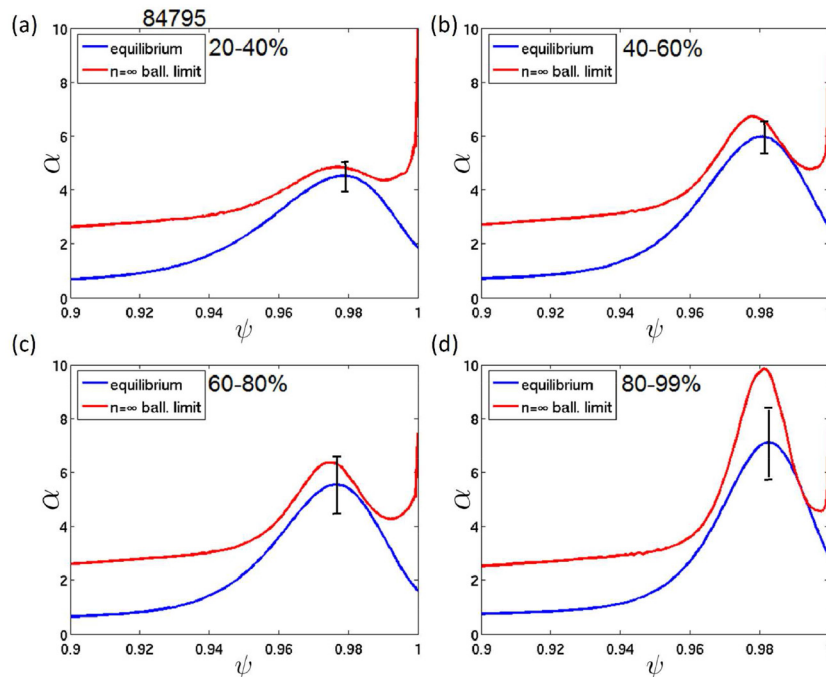 84795
(a)
equilibrium
n=∞ ball. limit
20-40%
10
8
6
4
2
0
α
0.9 0.92 0.94 0.96 0.98 1
ψ
(b)
equilibrium
n=∞ ball. limit
40-60%
10
8
6
4
2
0
α
0.9 0.92 0.94 0.96 0.98
ψ
(c)
equilibrium
n=∞ ball. limit
60-80%
10
8
6
4
2
0
α
0.9 0.92 0.94 0.96 0.98 1
ψ
(d)
equilibrium
n=∞ ball. limit
80-99%
10
8
6
4
2
0
α
0.9 0.92 0.94 0.96 0.98
ψ